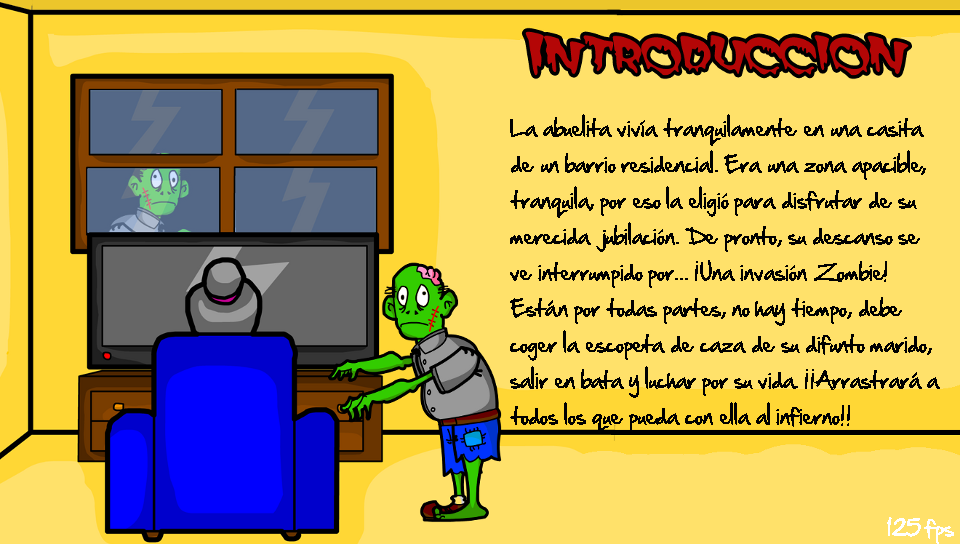 INTRODUCCION
La abuelita vivía tranquilamente en una casita
de un barrio residencial. Era una zona apacible,
tranquila, por eso la eligió para disfrutar de su
merecida jubilación. De pronto, su descanso se
ve interrumpido por... ¡Una invasión Zombie!
Están por todas partes, no hay tiempo, debe
coger la escopeta de caza de su difunto marido,
salir en bata y luchar por su vida. ¡¡Arrastrará a
todos los que pueda con ella al infierno!!
125 fps